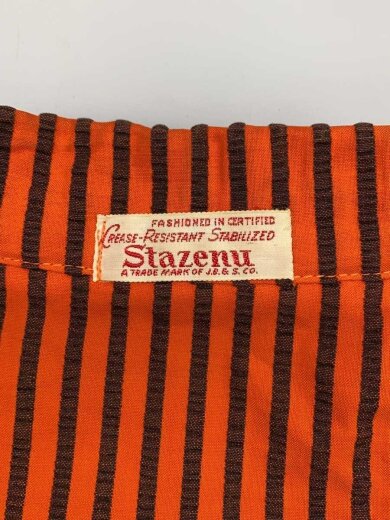 FASHIONED IN CERTIFIED
CREASE-RESISTANT STABILIZED
Stazenu
A TRADE MARK OF J.B. & S. CO.